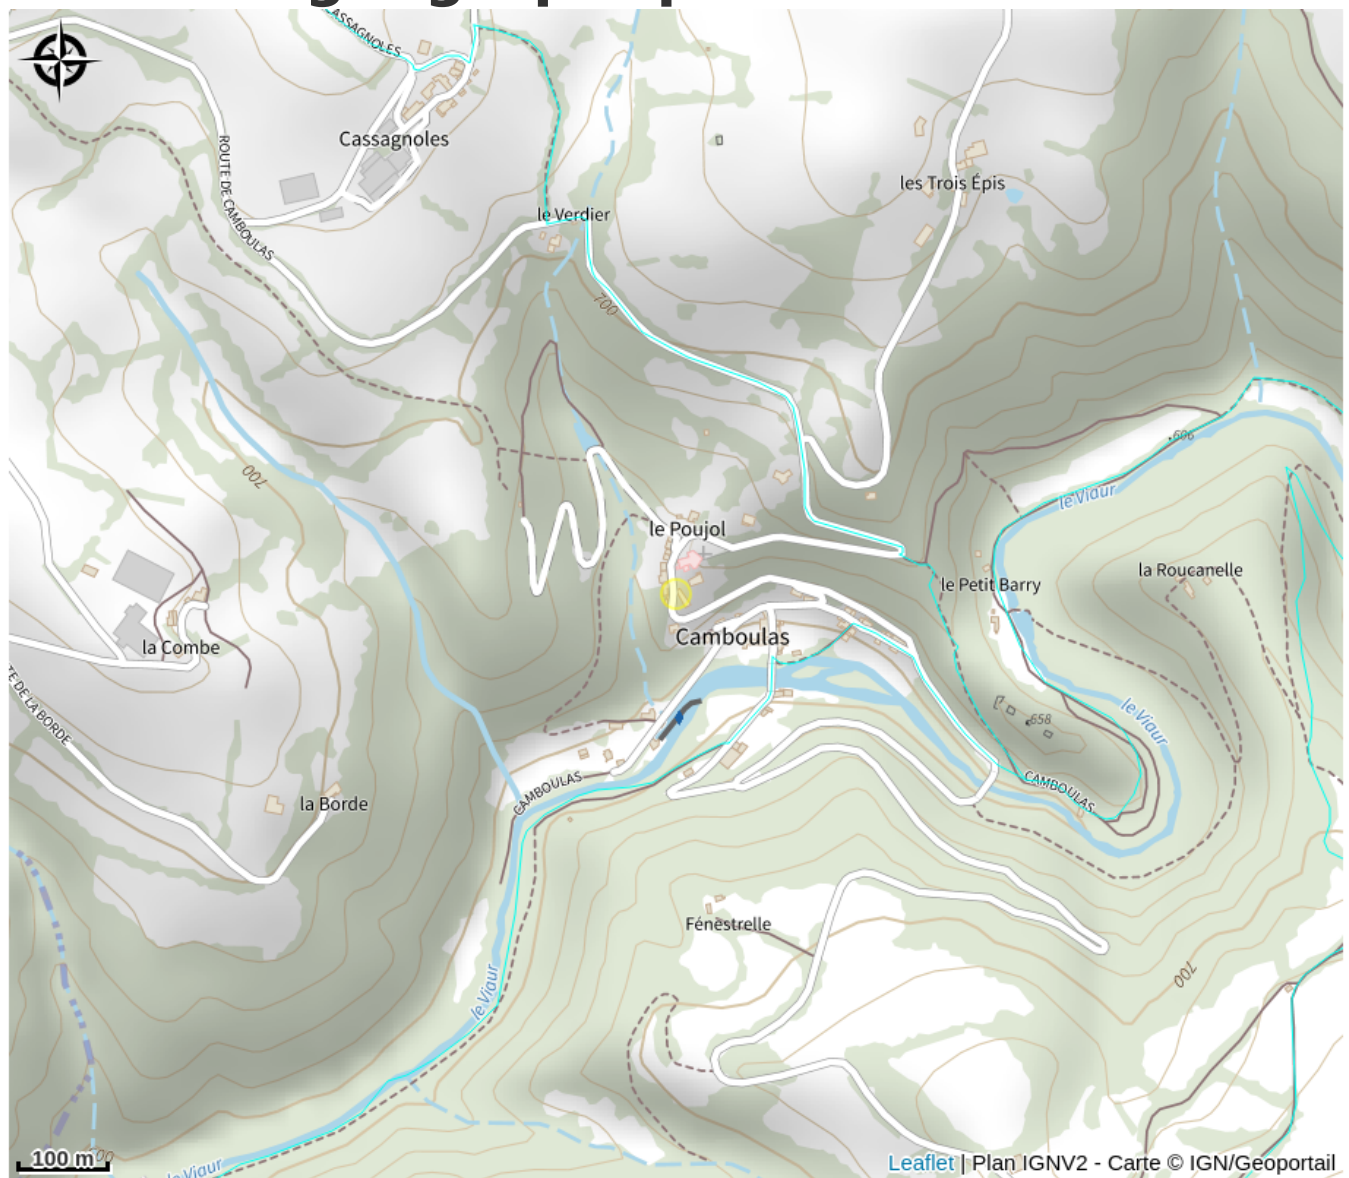 CASSAGNOLES
Cassagnoles
ROUTE DE CAMBOULAS
les Trois Épis
le Verdier
700
606
700
le Viaur
le Poujol
la Roucanelle
le Petit Barry
Camboulas
la Combe
TE DE LA BORDE
le Viaur
658
CAMBOULAS
CAMBOULAS
la Borde
Fénestrelle
700
le Viaur
100 m
le Viaur
Leaflet | Plan IGNV2 - Carte © IGN/Geoportail